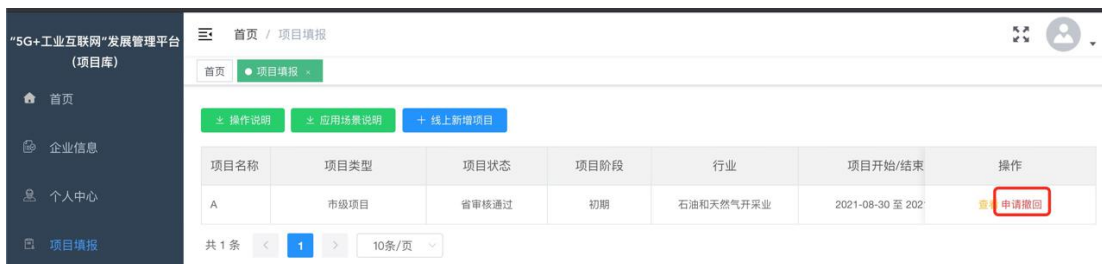 “5G+工业互联网”发展管理平台
(项目库)
首页
企业信息
个人中心
项目填报
首页 / 项目填报
首页
项目填报 ×
操作说明
应用场景说明
+ 线上新增项目
项目名称 项目类型 项目状态 项目阶段 行业 项目开始/结束 操作
A 市级项目 省审核通过 初期 石油和天然气开采业 2021-08-30 至 202 申请撤回
共 1 条 < 1 > 10条/页